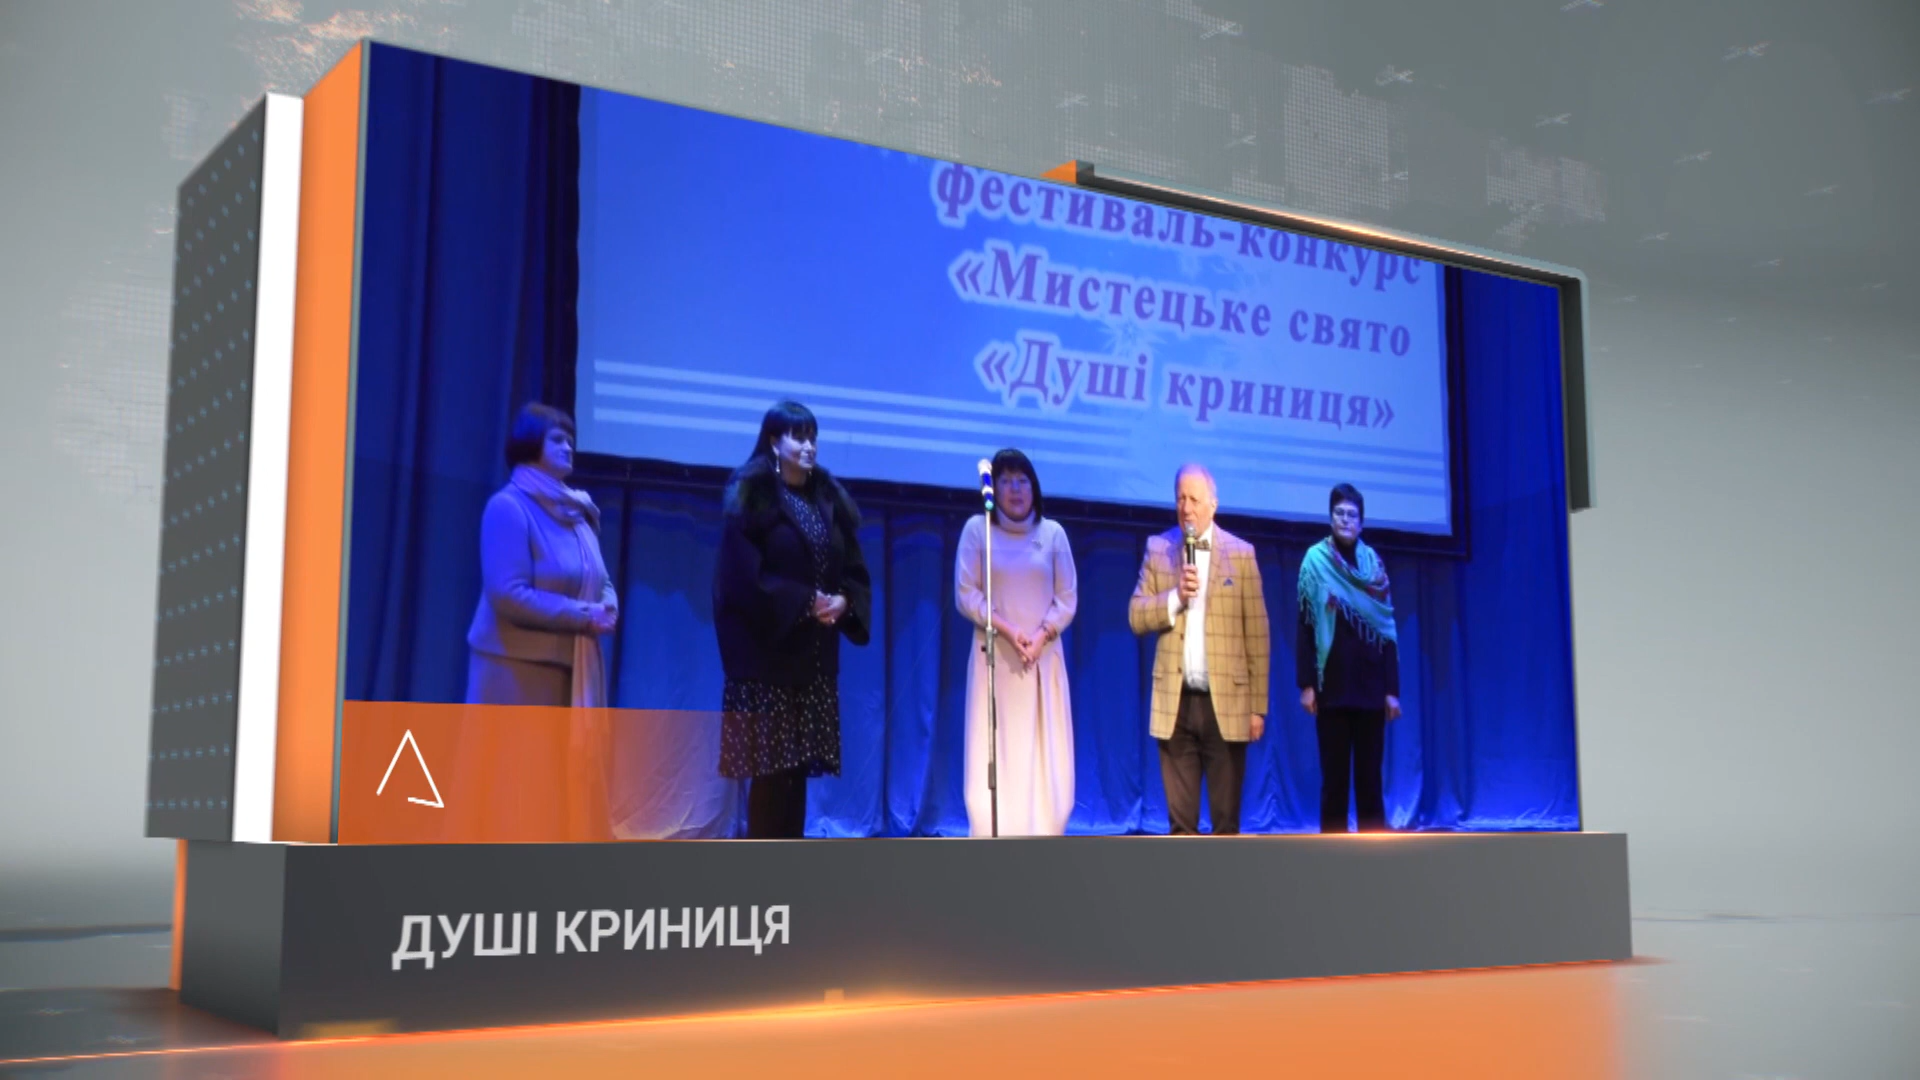 фестиваль-конкурс
«Мистецьке свято
«Душі криниця»
ДУШІ КРИНИЦЯ